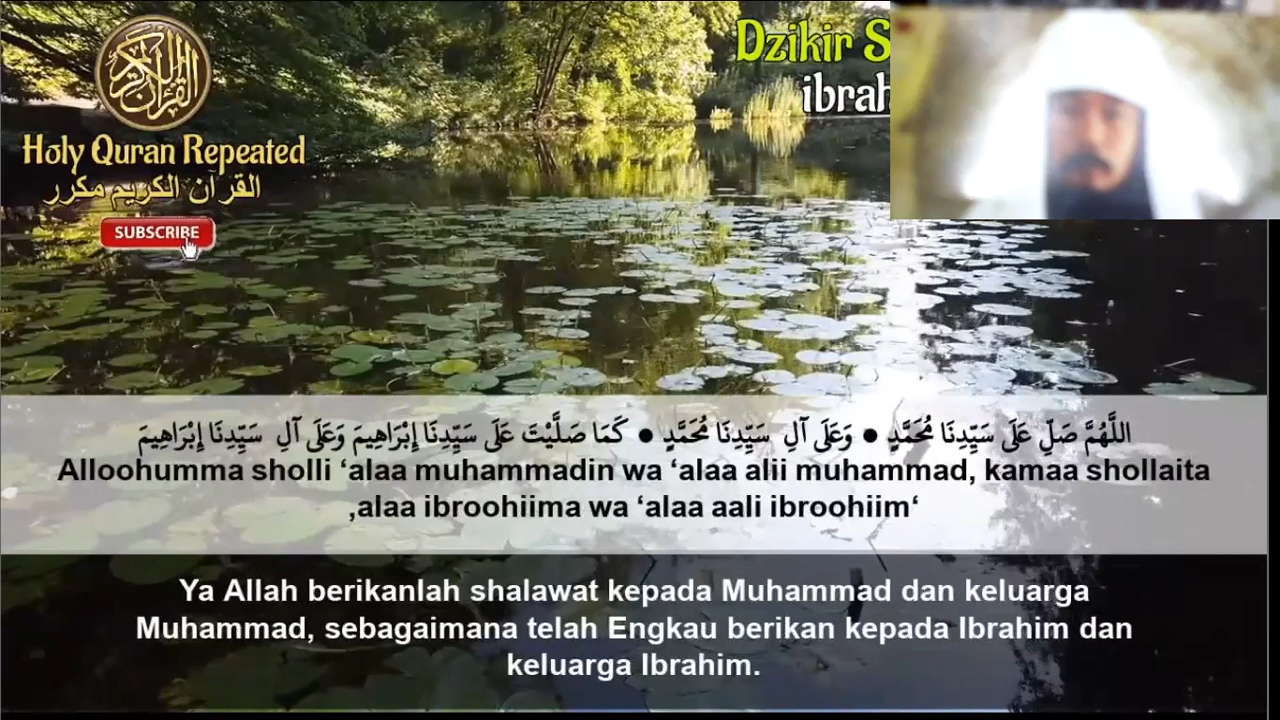 القرآن الكريم
Holy Quran Repeated
القرآن الكريم مكرر
SUBSCRIBE
Dzikir S
ibrah
اللَّهُمَّ صَلِّ عَلَى سَيِّدِنَا مُحَمَّدٍ ● وَعَلَى آلِ سَيِّدِنَا مُحَمَّدٍ ● كَمَا صَلَّيْتَ عَلَى سَيِّدِنَا إِبْرَاهِيمَ وَعَلَى آلِ سَيِّدِنَا إِبْرَاهِيمَ
Alloohumma sholli ‘alaa muhammadin wa ‘alaa alii muhammad, kamaa shollaita
,alaa ibroohiima wa ‘alaa aali ibroohiim‘
Ya Allah berikanlah shalawat kepada Muhammad dan keluarga
Muhammad, sebagaimana telah Engkau berikan kepada Ibrahim dan
keluarga Ibrahim.